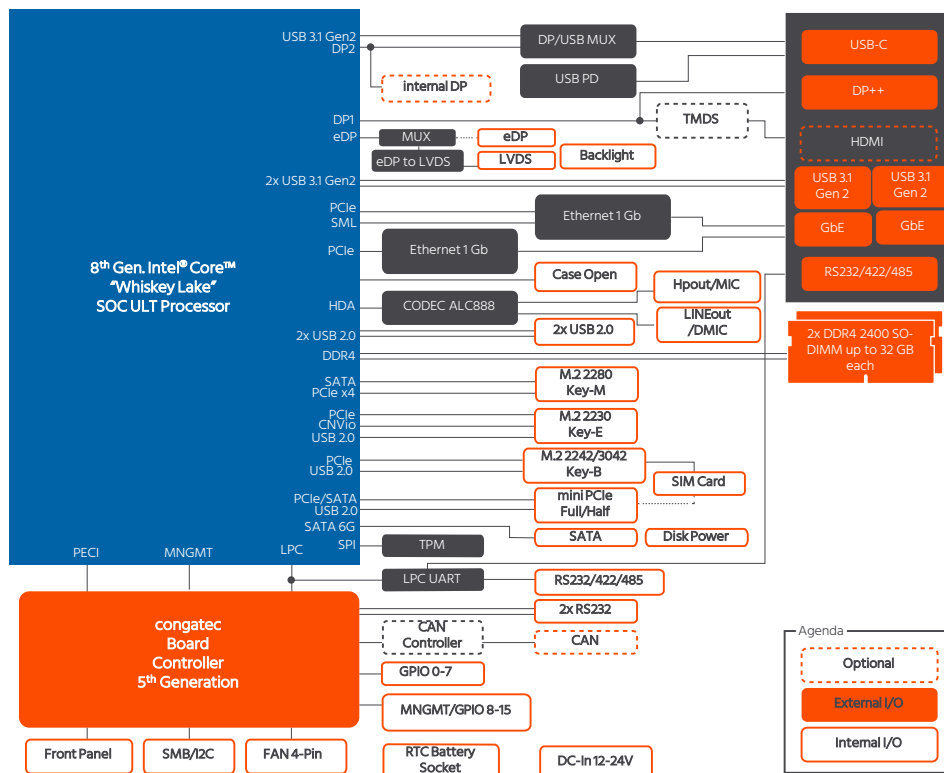 USB 3.1 Gen2
DP2
DP/USB MUX
USB-C
USB PD
internal DP
DP++
DP1
TMDS
eDP
MUX
eDP
HDMI
eDP to LVDS
LVDS
Backlight
2x USB 3.1 Gen2
USB 3.1
Gen 2
USB 3.1
Gen 2
PCIe
SML
Ethernet 1 Gb
GbE
GbE
PCIe
Ethernet 1 Gb
8th Gen. Intel® Core™
"Whiskey Lake"
SOC ULT Processor
Case Open
RS232/422/485
Hpout/MIC
HDA
CODEC ALC888
LINEout
/DMIC
2x USB 2.0
2x USB 2.0
2x DDR4 2400 SO-
DIMM up to 32 GB
each
DDR4
SATA
PCIe x4
M.2 2280
Key-M
PCIe
CNVio
USB 2.0
M.2 2230
Key-E
PCIe
USB 2.0
M.2 2242/3042
Key-B
SIM Card
PCIe/SATA
USB 2.0
mini PCIe
Full/Half
SATA 6G
SATA
Disk Power
SPI
TPM
PECI
MNGMT
LPC
LPC UART
RS232/422/485
2x RS232
congatec
Board
Controller
5th Generation
CAN
Controller
CAN
GPIO 0-7
MNGMT/GPIO 8-15
Agenda
Optional
External I/O
Internal I/O
Front Panel
SMB/I2C
FAN 4-Pin
RTC Battery
Socket
DC-In 12-24V